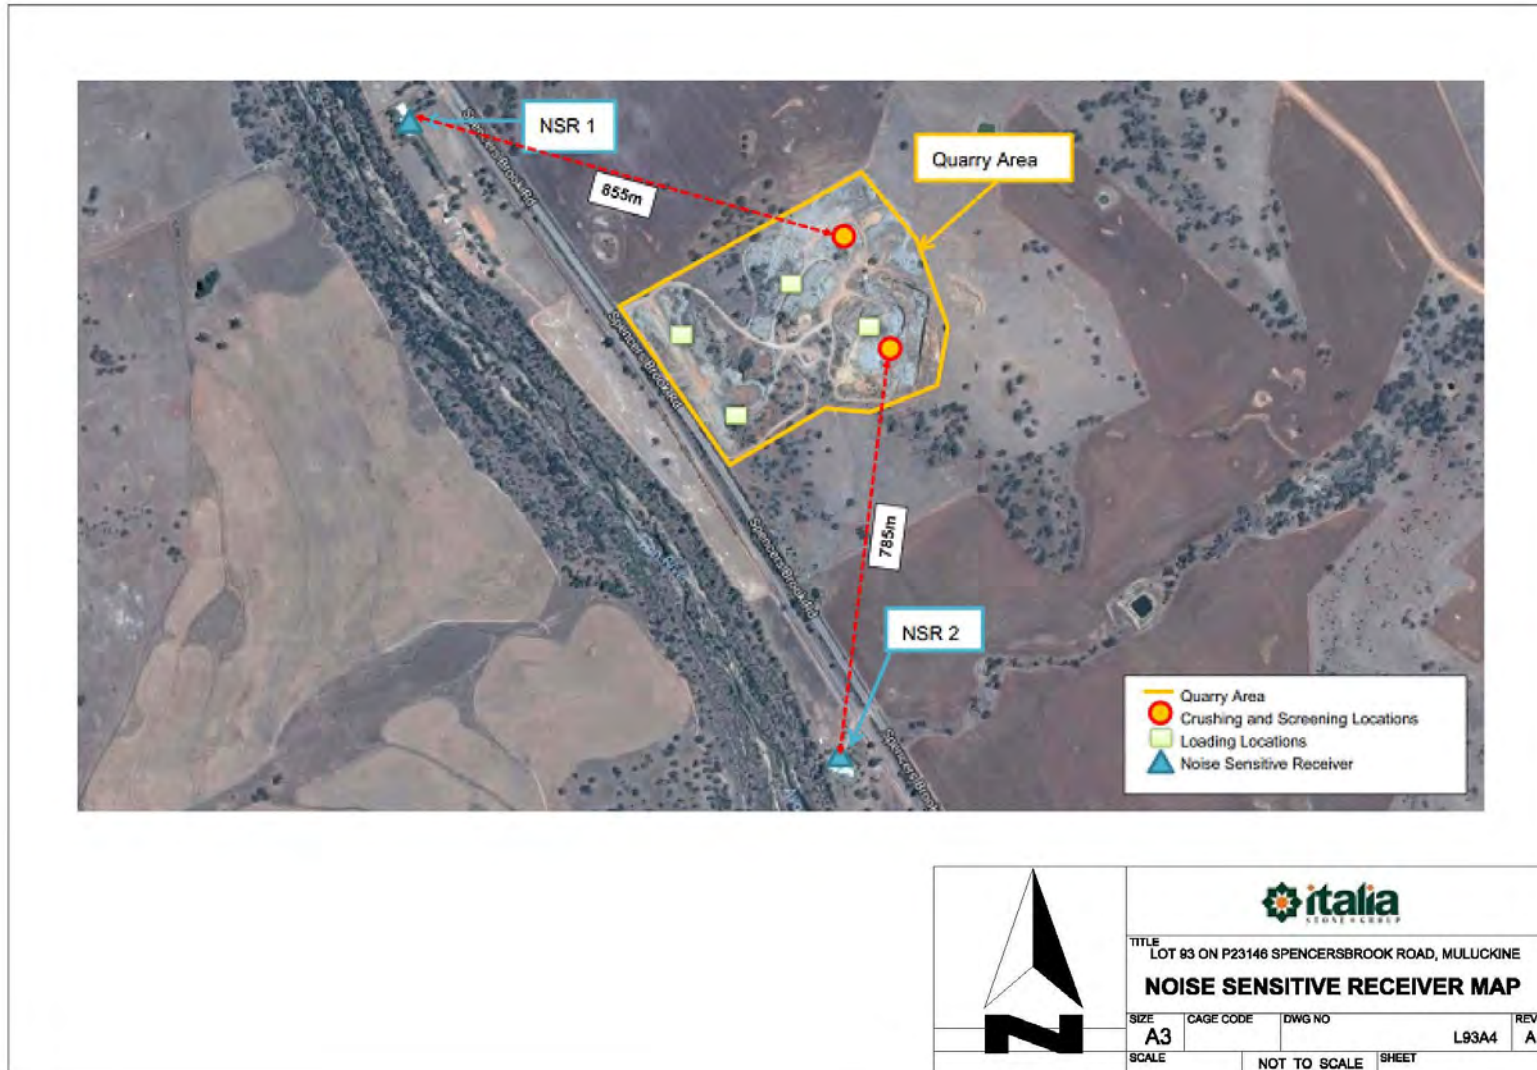 NSR 1
Spencers Brook Rd
Quarry Area
855m
Spencers Brook Rd
785m
Spencers Brook Rd
NSR 2
Spencers Brook
Quarry Area
Crushing and Screening Locations
Loading Locations
Noise Sensitive Receiver
N
italia
STONE GROUP
TITLE
LOT 93 ON P23146 SPENCERSBROOK ROAD, MULUCKINE
NOISE SENSITIVE RECEIVER MAP
SIZE CAGE CODE DWG NO REV
A3 L93A4 A
SCALE NOT TO SCALE SHEET